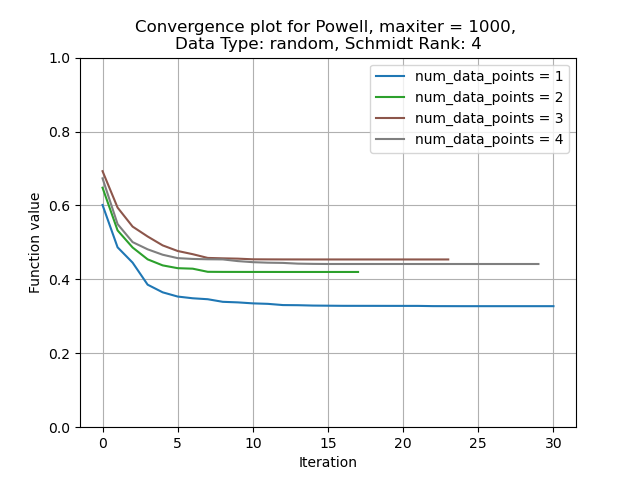 Convergence plot for Powell, maxiter = 1000,
Data Type: random, Schmidt Rank: 4
num_data_points = 1
num_data_points = 2
num_data_points = 3
num_data_points = 4
Function value
1.0
0.8
0.6
0.4
0.2
0.0
0 5 10 15 20 25 30
Iteration